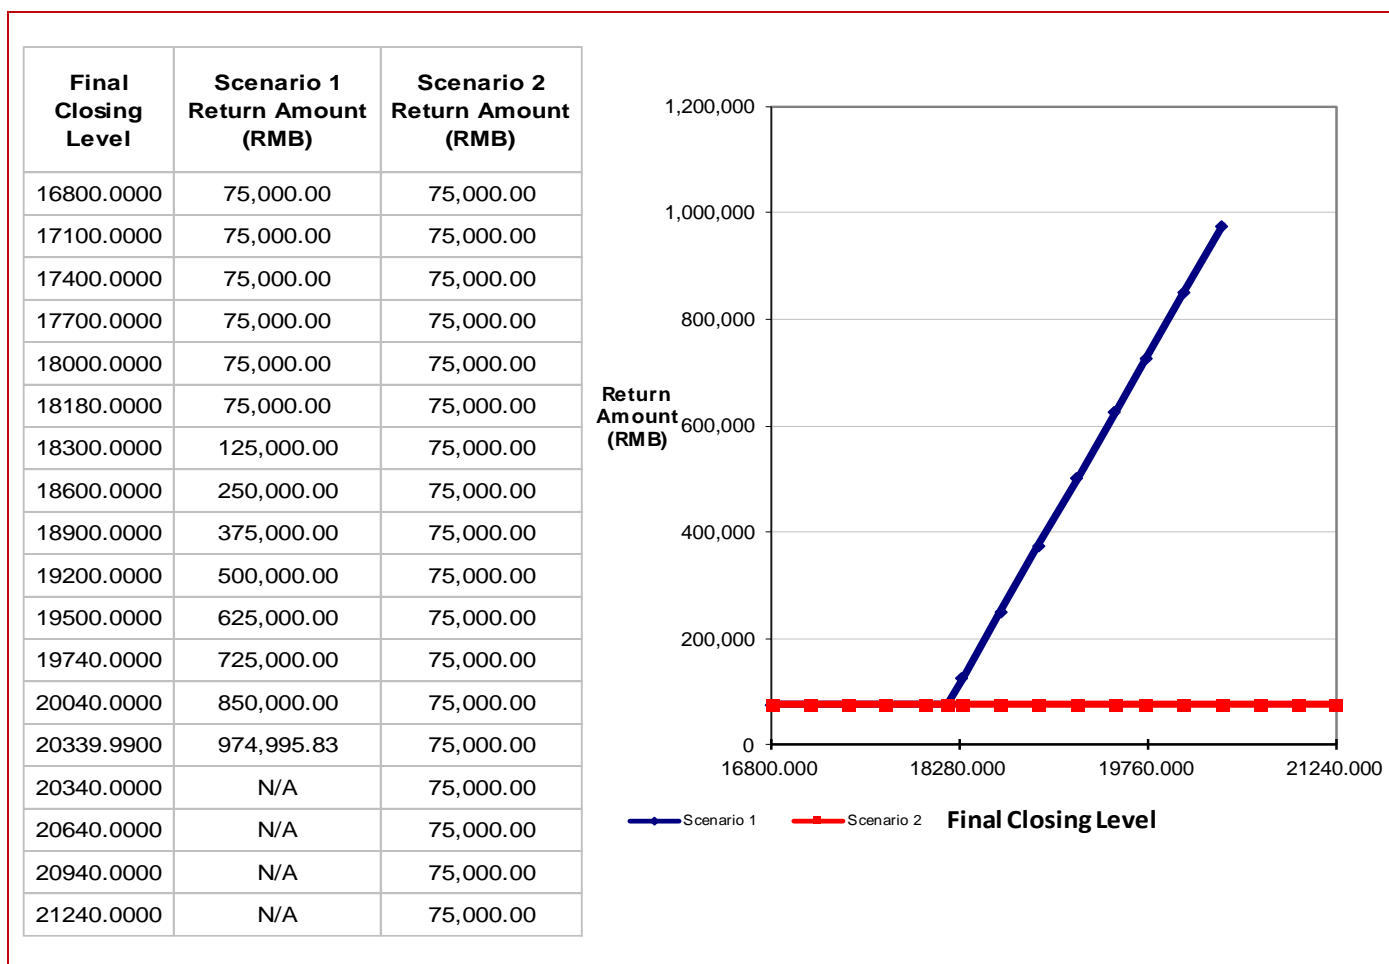 Final Closing Level
Scenario 1 Return Amount (RMB)
Scenario 2 Return Amount (RMB)
16800.0000 75,000.00 75,000.00
17100.0000 75,000.00 75,000.00
17400.0000 75,000.00 75,000.00
17700.0000 75,000.00 75,000.00
18000.0000 75,000.00 75,000.00
18180.0000 75,000.00 75,000.00
18300.0000 125,000.00 75,000.00
18600.0000 250,000.00 75,000.00
18900.0000 375,000.00 75,000.00
19200.0000 500,000.00 75,000.00
19500.0000 625,000.00 75,000.00
19740.0000 725,000.00 75,000.00
20040.0000 850,000.00 75,000.00
20339.9900 974,995.83 75,000.00
20340.0000 N/A 75,000.00
20640.0000 N/A 75,000.00
20940.0000 N/A 75,000.00
21240.0000 N/A 75,000.00
1,200,000
1,000,000
800,000
600,000
400,000
200,000
0
Return
Amount
(RMB)
16800.000 18280.000 19760.000 21240.000
Scenario 1 Scenario 2 Final Closing Level